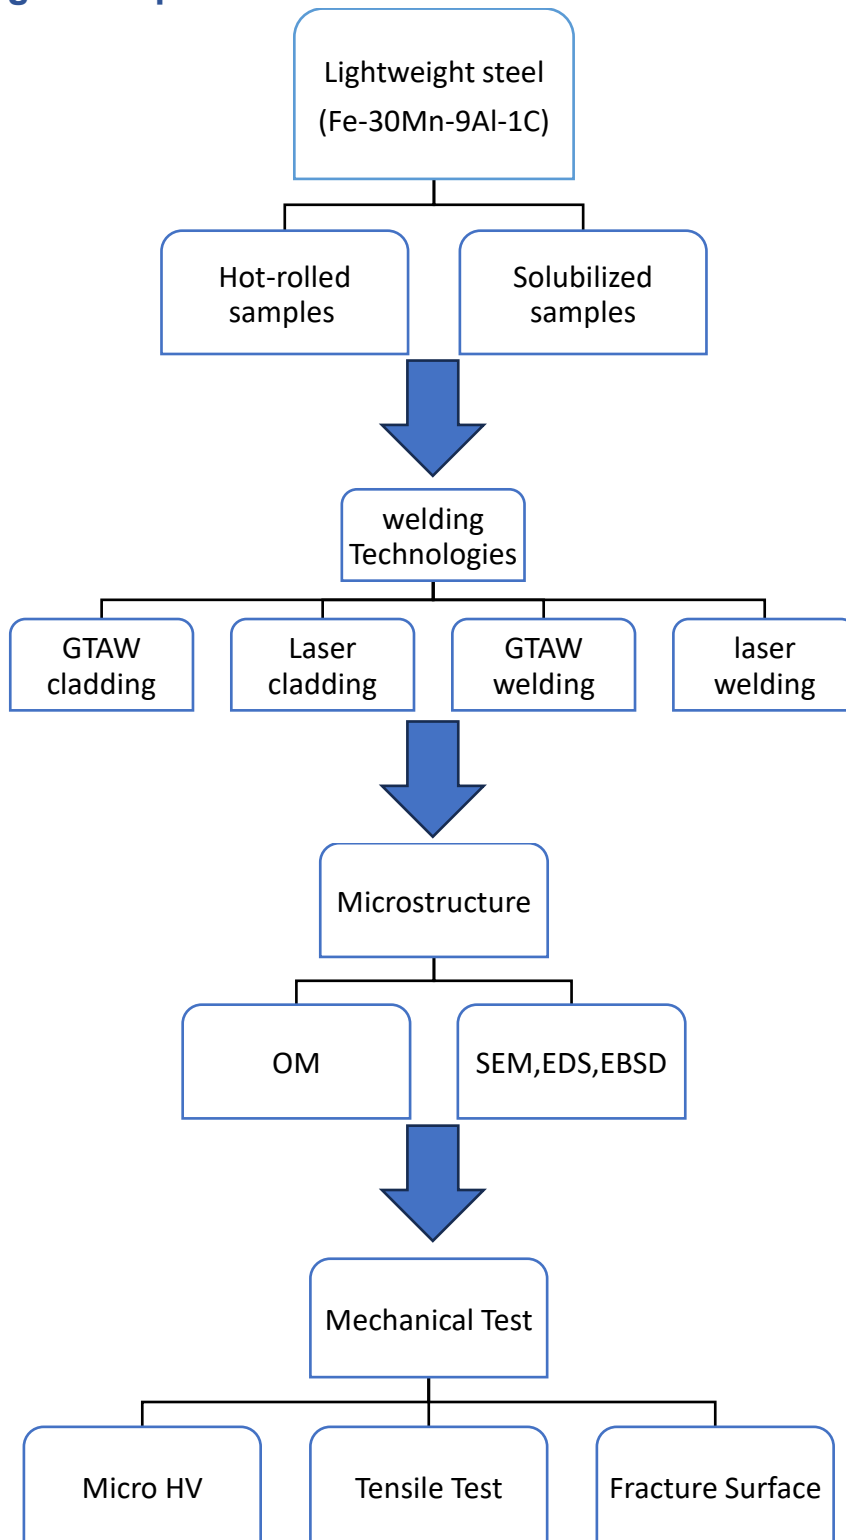 Lightweight steel
(Fe-30Mn-9Al-1C)
Hot-rolled
samples
Solubilized
samples
welding
Technologies
GTAW
cladding
Laser
cladding
GTAW
welding
laser
welding
Microstructure
OM
SEM,EDS,EBSD
Mechanical Test
Micro HV
Tensile Test
Fracture Surface